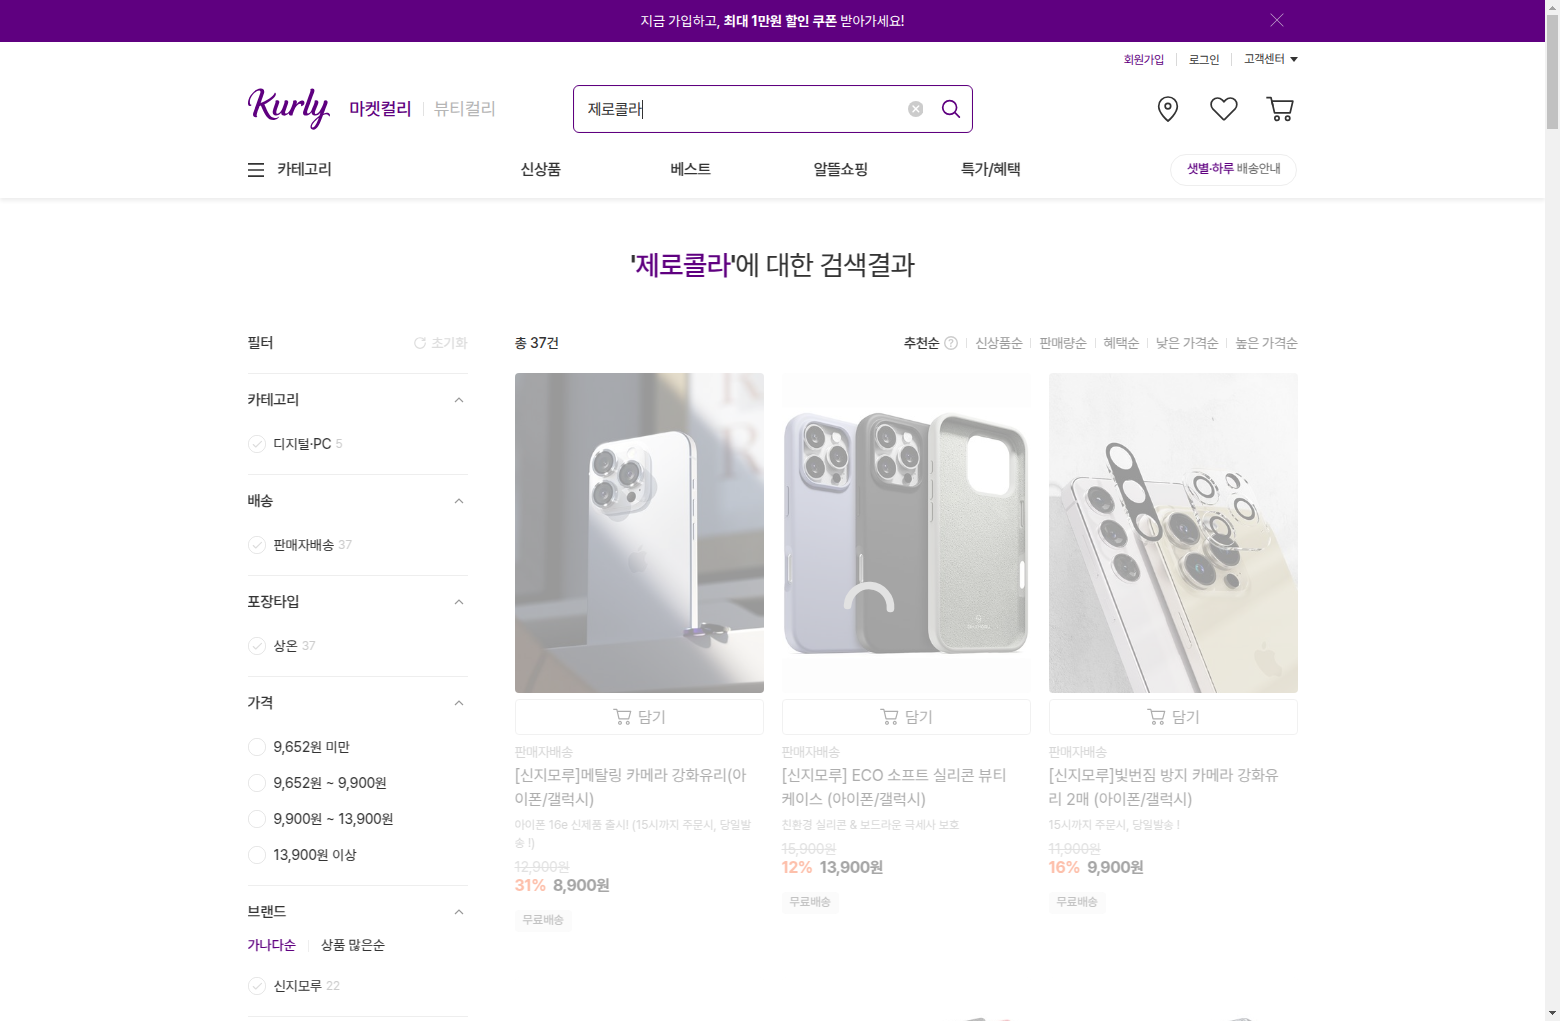 지금 가입하고, 최대 1만원 할인 쿠폰 받아가세요!
회원가입 로그인 고객센터
Kurly 마켓컬리 뷰티컬리 제로콜라
카테고리 신상품 베스트 알뜰쇼핑 특가/혜택 샛별·하루 배송안내
'제로콜라'에 대한 검색결과
필터 초기화
카테고리
디지털·PC 5
배송
판매자배송 37
포장타입
상온 37
가격
9,652원 미만
9,652원 ~ 9,900원
9,900원 ~ 13,900원
13,900원 이상
브랜드
가나다순 상품 많은순
신지모루 22
총 37건 추천순 신상품순 판매량순 혜택순 낮은 가격순 높은 가격순
담기
판매자배송
[신지모루]메탈링 카메라 강화유리(아
이폰/갤럭시)
아이폰 16e 신제품 출시! (15시까지 주문시, 당일발
송 !)
12,900원
31% 8,900원
무료배송
담기
판매자배송
[신지모루] ECO 소프트 실리콘 뷰티
케이스 (아이폰/갤럭시)
친환경 실리콘 & 보드라운 극세사 보호
15,900원
12% 13,900원
무료배송
담기
판매자배송
[신지모루]빛번짐 방지 카메라 강화유
리 2매 (아이폰/갤럭시)
15시까지 주문시, 당일발송 !
11,900원
16% 9,900원
무료배송